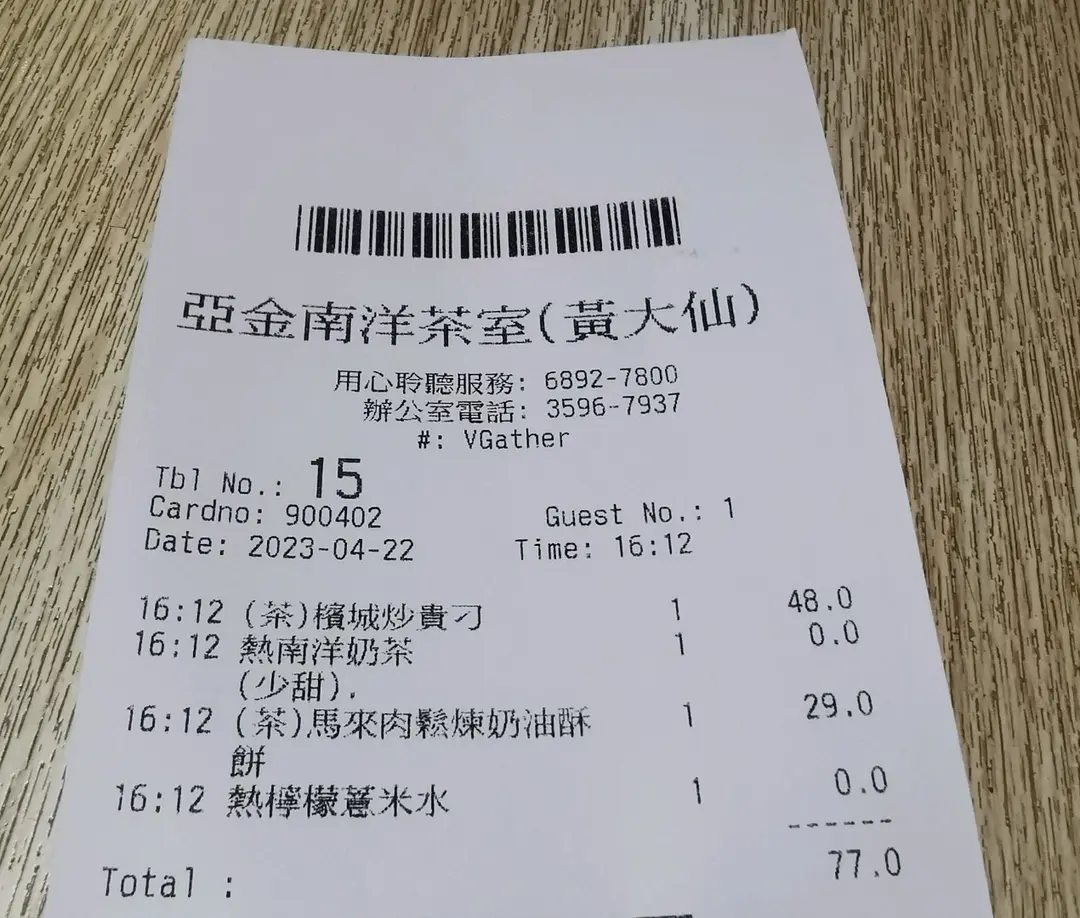 亞金南洋茶室(黃大仙)
用心聆聽服務: 6892-7800
辦公室電話: 3596-7937
#: VGather
Tbl No.: 15
Cardno: 900402 Guest No.: 1
Date: 2023-04-22 Time: 16:12
16:12 (茶)檳城炒貴刁 1 48.0
16:12 熱南洋奶茶 1 0.0
(少甜).
16:12 (茶)馬來肉鬆煉奶油酥 1 29.0
餅
16:12 熱檸檬薏米水 1 0.0
------
Total : 77.0